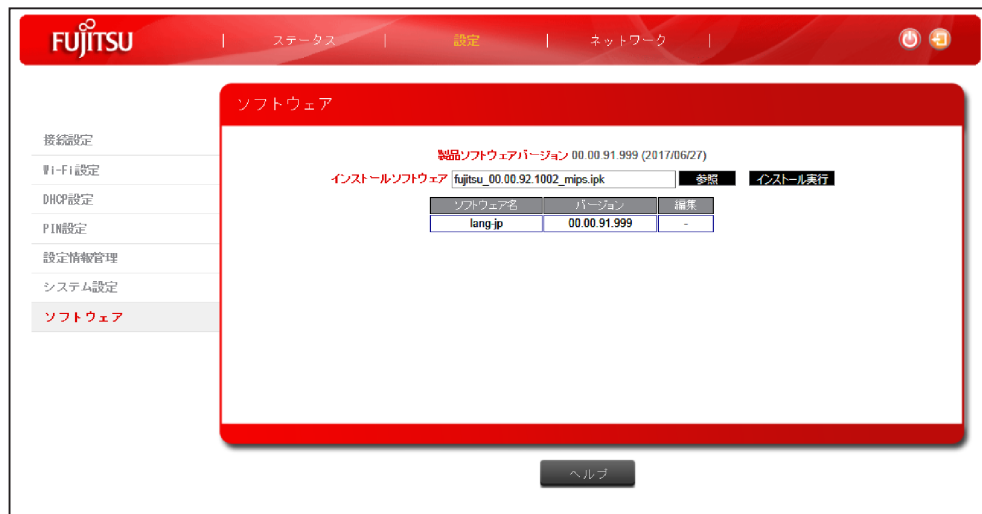 FUJITSU
ステータス
設定
ネットワーク
ソフトウェア
接続設定
Wi-Fi設定
DHCP設定
PIN設定
設定情報管理
システム設定
ソフトウェア
製品ソフトウェアバージョン 00.00.91.999 (2017/06/27)
インストールソフトウェア fujitsu_00.00.92.1002_mips.ipk 参照 インストール実行
ソフトウェア名 バージョン 編集
lang-jp 00.00.91.999 -
ヘルプ